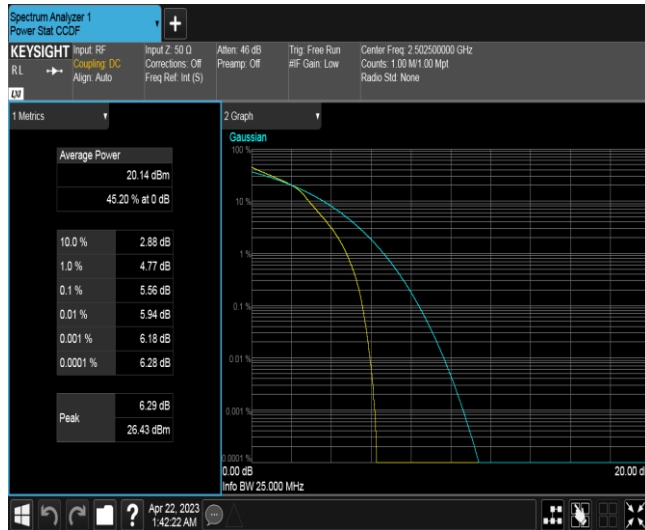 Spectrum Analyzer 1
Power Stat CCDF
KEYSIGHT
R L
LXI
Input: RF
Coupling: DC
Align: Auto
Input Z: 50 Ω
Corrections: Off
Freq Ref: Int (S)
Atten: 46 dB
Preamp: Off
Trig: Free Run
#IF Gain: Low
Center Freq: 2.502500000 GHz
Counts: 1.00 M/1.00 Mpt
Radio Std: None
1 Metrics
Average Power
20.14 dBm
45.20 % at 0 dB
10.0 % 2.88 dB
1.0 % 4.77 dB
0.1 % 5.56 dB
0.01 % 5.94 dB
0.001 % 6.18 dB
0.0001 % 6.28 dB
Peak
6.29 dB
26.43 dBm
2 Graph
Gaussian
100 %
10 %
1 %
0.1 %
0.01 %
0.001 %
0.0001 %
0.00 dB
20.00 d
Info BW 25.000 MHz
?
Apr 22, 2023
1:42:22 AM